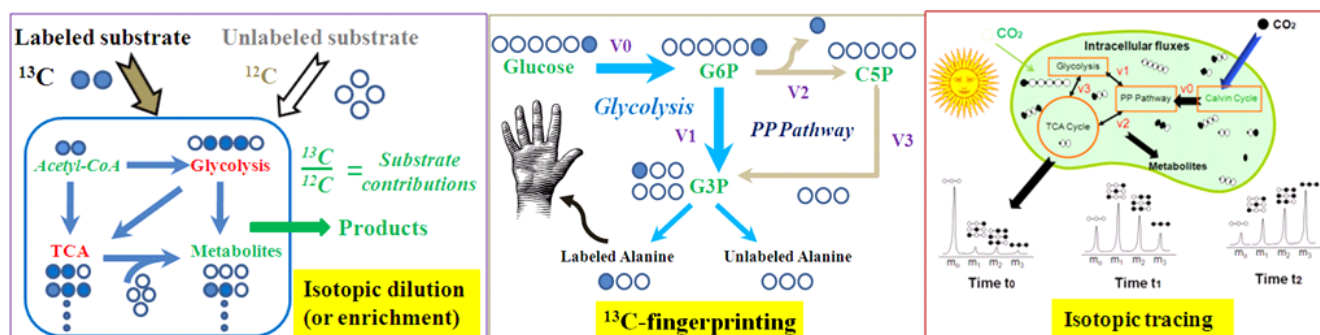 Labeled substrate
Unlabeled substrate
13C
12C
Acetyl-CoA
Glycolysis
13C
12C
=
Substrate
contributions
TCA
Metabolites
Products
Isotopic dilution
(or enrichment)
V0
Glucose
G6P
V2
C5P
Glycolysis
V1
PP Pathway
V3
G3P
Labeled Alanine
Unlabeled Alanine
13C-fingerprinting
CO2
CO2
Intracellular fluxes
Glycolysis
v1
v0
v3
PP Pathway
Calvin Cycle
TCA Cycle
v2
Metabolites
m0 m1 m2 m3
m0 m1 m2 m3
m0 m1 m2 m3
Time t0
Time t1
Time t2
Isotopic tracing